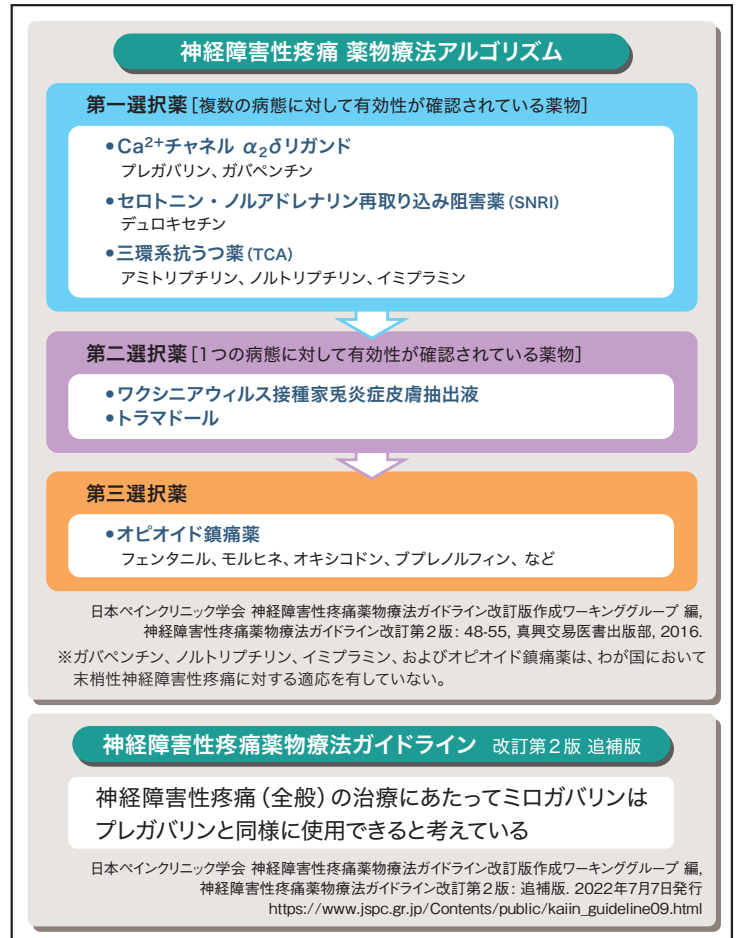 神経障害性疼痛 薬物療法アルゴリズム
第一選択薬[複数の病態に対して有効性が確認されている薬物]
•Ca²⁺チャネル α₂δリガンド
プレガバリン、ガバペンチン
•セロトニン・ノルアドレナリン再取り込み阻害薬(SNRI)
デュロキセチン
•三環系抗うつ薬(TCA)
アミトリプチリン、ノルトリプチリン、イミプラミン
第二選択薬[1つの病態に対して有効性が確認されている薬物]
•ワクシニアウィルス接種家兎炎症皮膚抽出液
•トラマドール
第三選択薬
•オピオイド鎮痛薬
フェンタニル、モルヒネ、オキシコドン、ブプレノルフィン、など
日本ペインクリニック学会 神経障害性疼痛薬物療法ガイドライン改訂版作成ワーキンググループ 編,
神経障害性疼痛薬物療法ガイドライン改訂第2版: 48-55, 真興交易医書出版部, 2016.
※ガバペンチン、ノルトリプチリン、イミプラミン、およびオピオイド鎮痛薬は、わが国において
末梢性神経障害性疼痛に対する適応を有していない。
神経障害性疼痛薬物療法ガイドライン 改訂第2版 追補版
神経障害性疼痛(全般)の治療にあたってミロガバリンは
プレガバリンと同様に使用できると考えている
日本ペインクリニック学会 神経障害性疼痛薬物療法ガイドライン改訂版作成ワーキンググループ 編,
神経障害性疼痛薬物療法ガイドライン改訂第2版: 追補版. 2022年7月7日発行
https://www.jspc.gr.jp/Contents/public/kaiin_guideline09.html